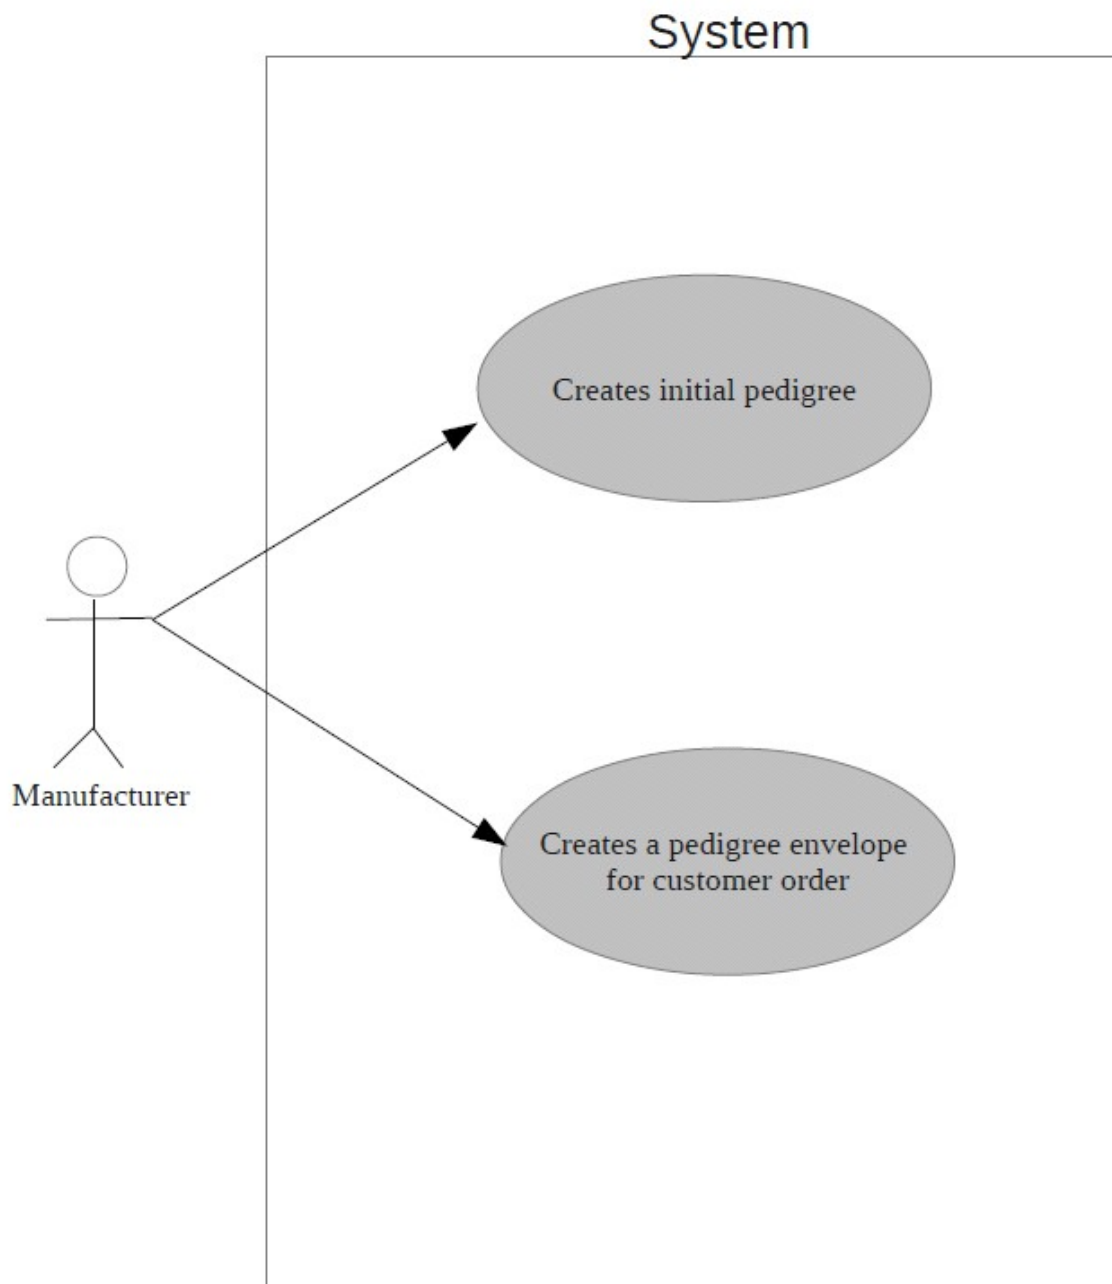 System
Creates initial pedigree
Manufacturer
Creates a pedigree envelope
for customer order